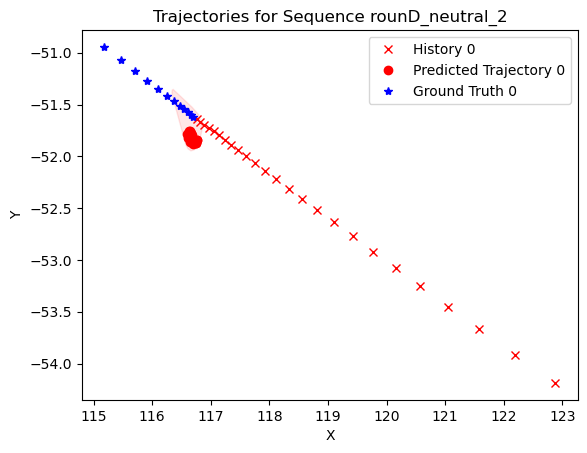 Trajectories for Sequence rounD_neutral_2
History 0
Predicted Trajectory 0
Ground Truth 0
−51.0
−51.5
−52.0
−52.5
−53.0
−53.5
−54.0
Y
115 116 117 118 119 120 121 122 123
X